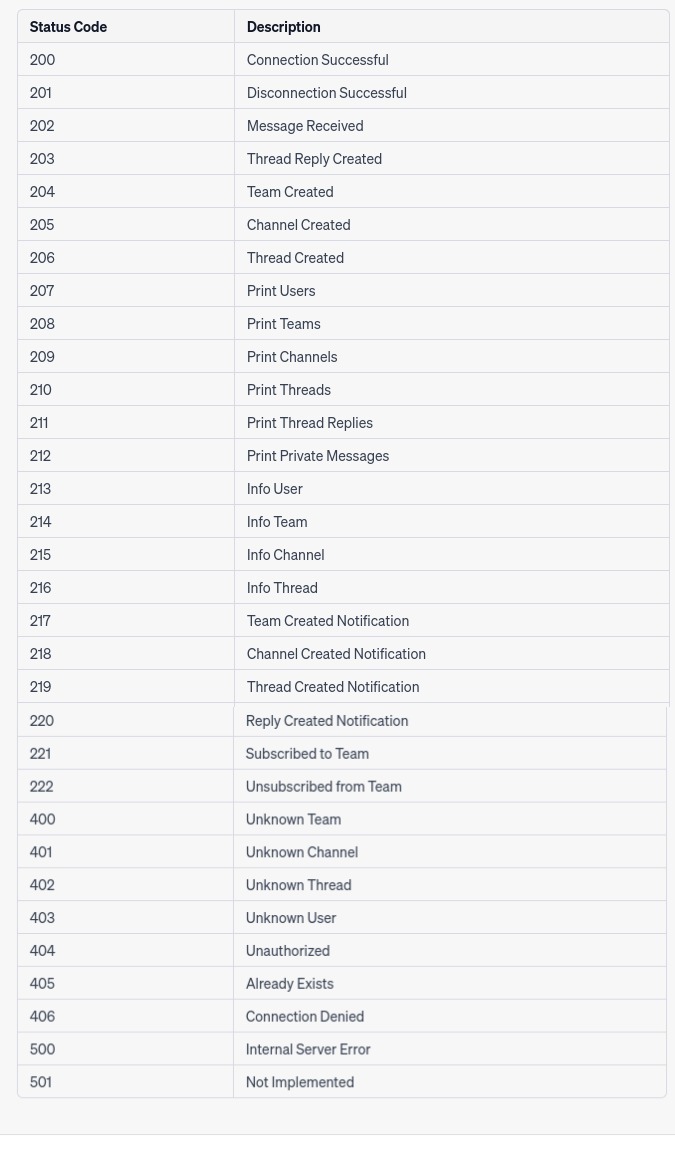 Status Code Description
200 Connection Successful
201 Disconnection Successful
202 Message Received
203 Thread Reply Created
204 Team Created
205 Channel Created
206 Thread Created
207 Print Users
208 Print Teams
209 Print Channels
210 Print Threads
211 Print Thread Replies
212 Print Private Messages
213 Info User
214 Info Team
215 Info Channel
216 Info Thread
217 Team Created Notification
218 Channel Created Notification
219 Thread Created Notification
220 Reply Created Notification
221 Subscribed to Team
222 Unsubscribed from Team
400 Unknown Team
401 Unknown Channel
402 Unknown Thread
403 Unknown User
404 Unauthorized
405 Already Exists
406 Connection Denied
500 Internal Server Error
501 Not Implemented